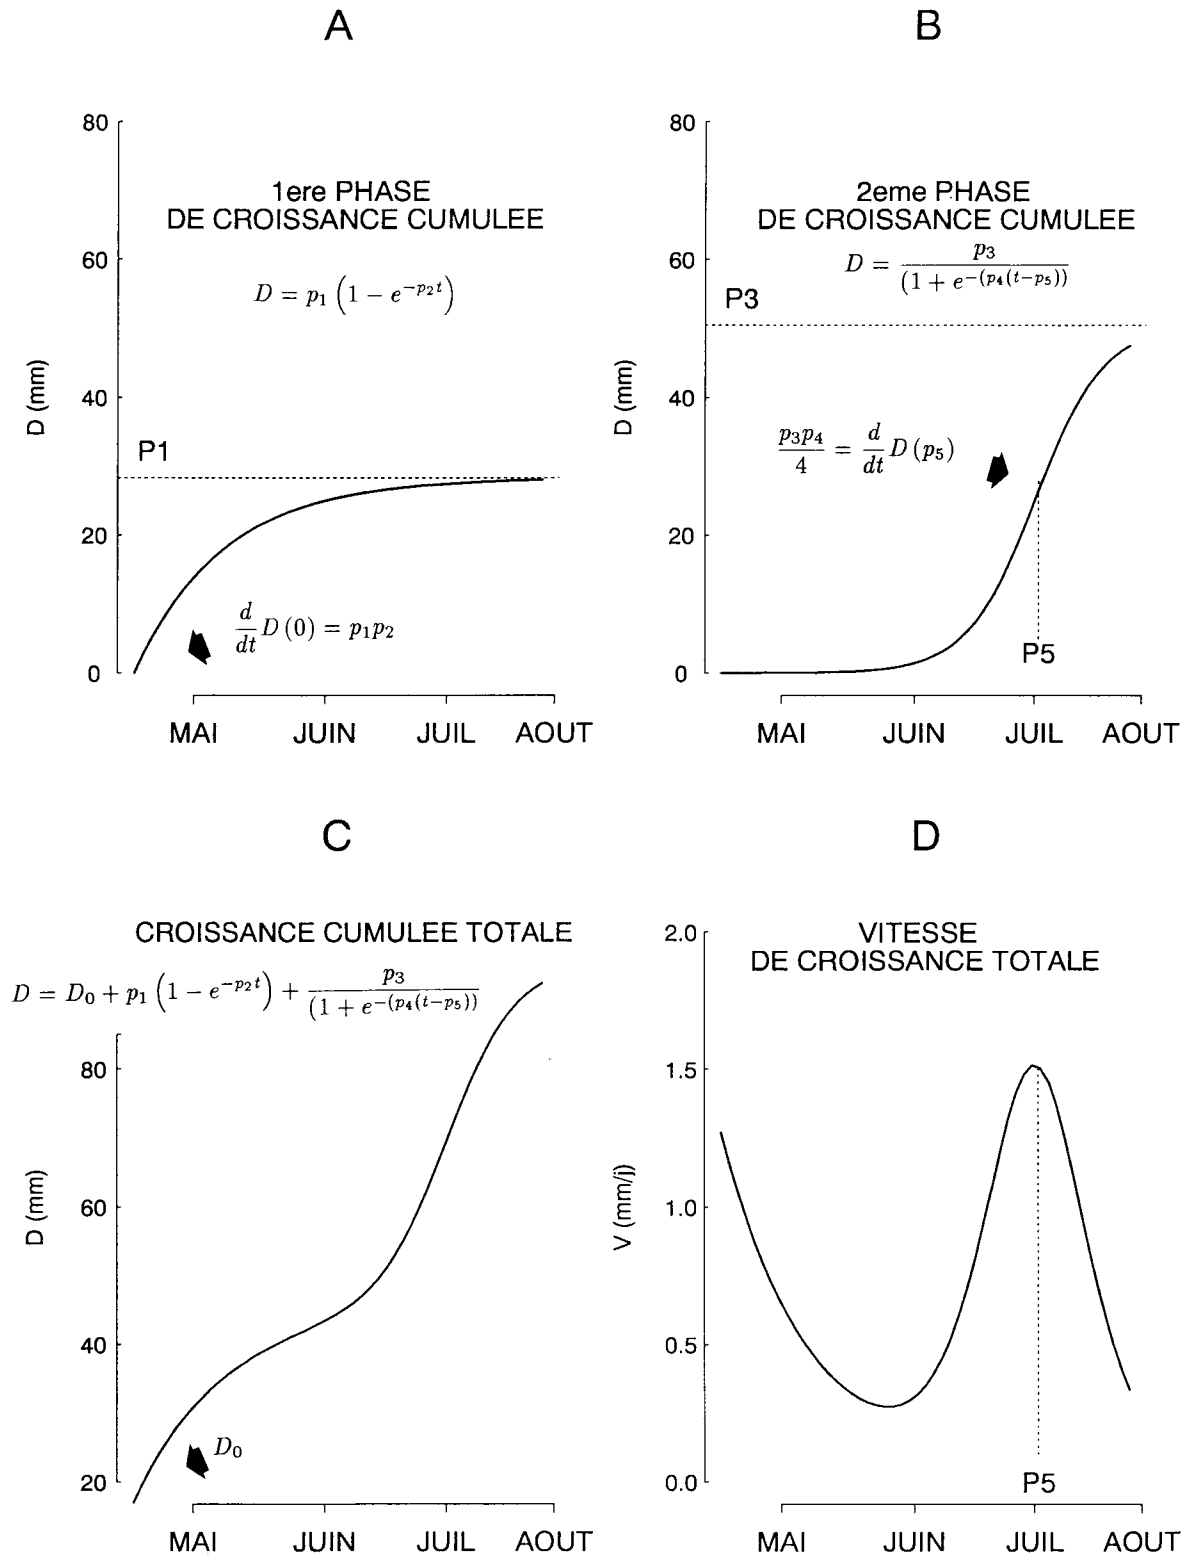 A
80
60
40
20
0
D (mm)
1ere PHASE
DE CROISSANCE CUMULEE
D = p₁ (1 − e^{−p₂t})
P1
d/dt D (0) = p₁p₂
MAI JUIN JUIL AOUT
B
80
60
40
20
0
D (mm)
2eme PHASE
DE CROISSANCE CUMULEE
D = p₃ / (1 + e^{−(p₄(t−p₅))}
P3
p₃p₄/4 = d/dt D (p₅)
P5
MAI JUIN JUIL AOUT
C
CROISSANCE CUMULEE TOTALE
D = D₀ + p₁ (1 − e^{−p₂t}) + p₃ / (1 + e^{−(p₄(t−p₅))}
80
60
40
20
D (mm)
D₀
MAI JUIN JUIL AOUT
D
VITESSE
DE CROISSANCE TOTALE
2.0
1.5
1.0
0.5
0.0
V (mm/j)
P5
MAI JUIN JUIL AOUT